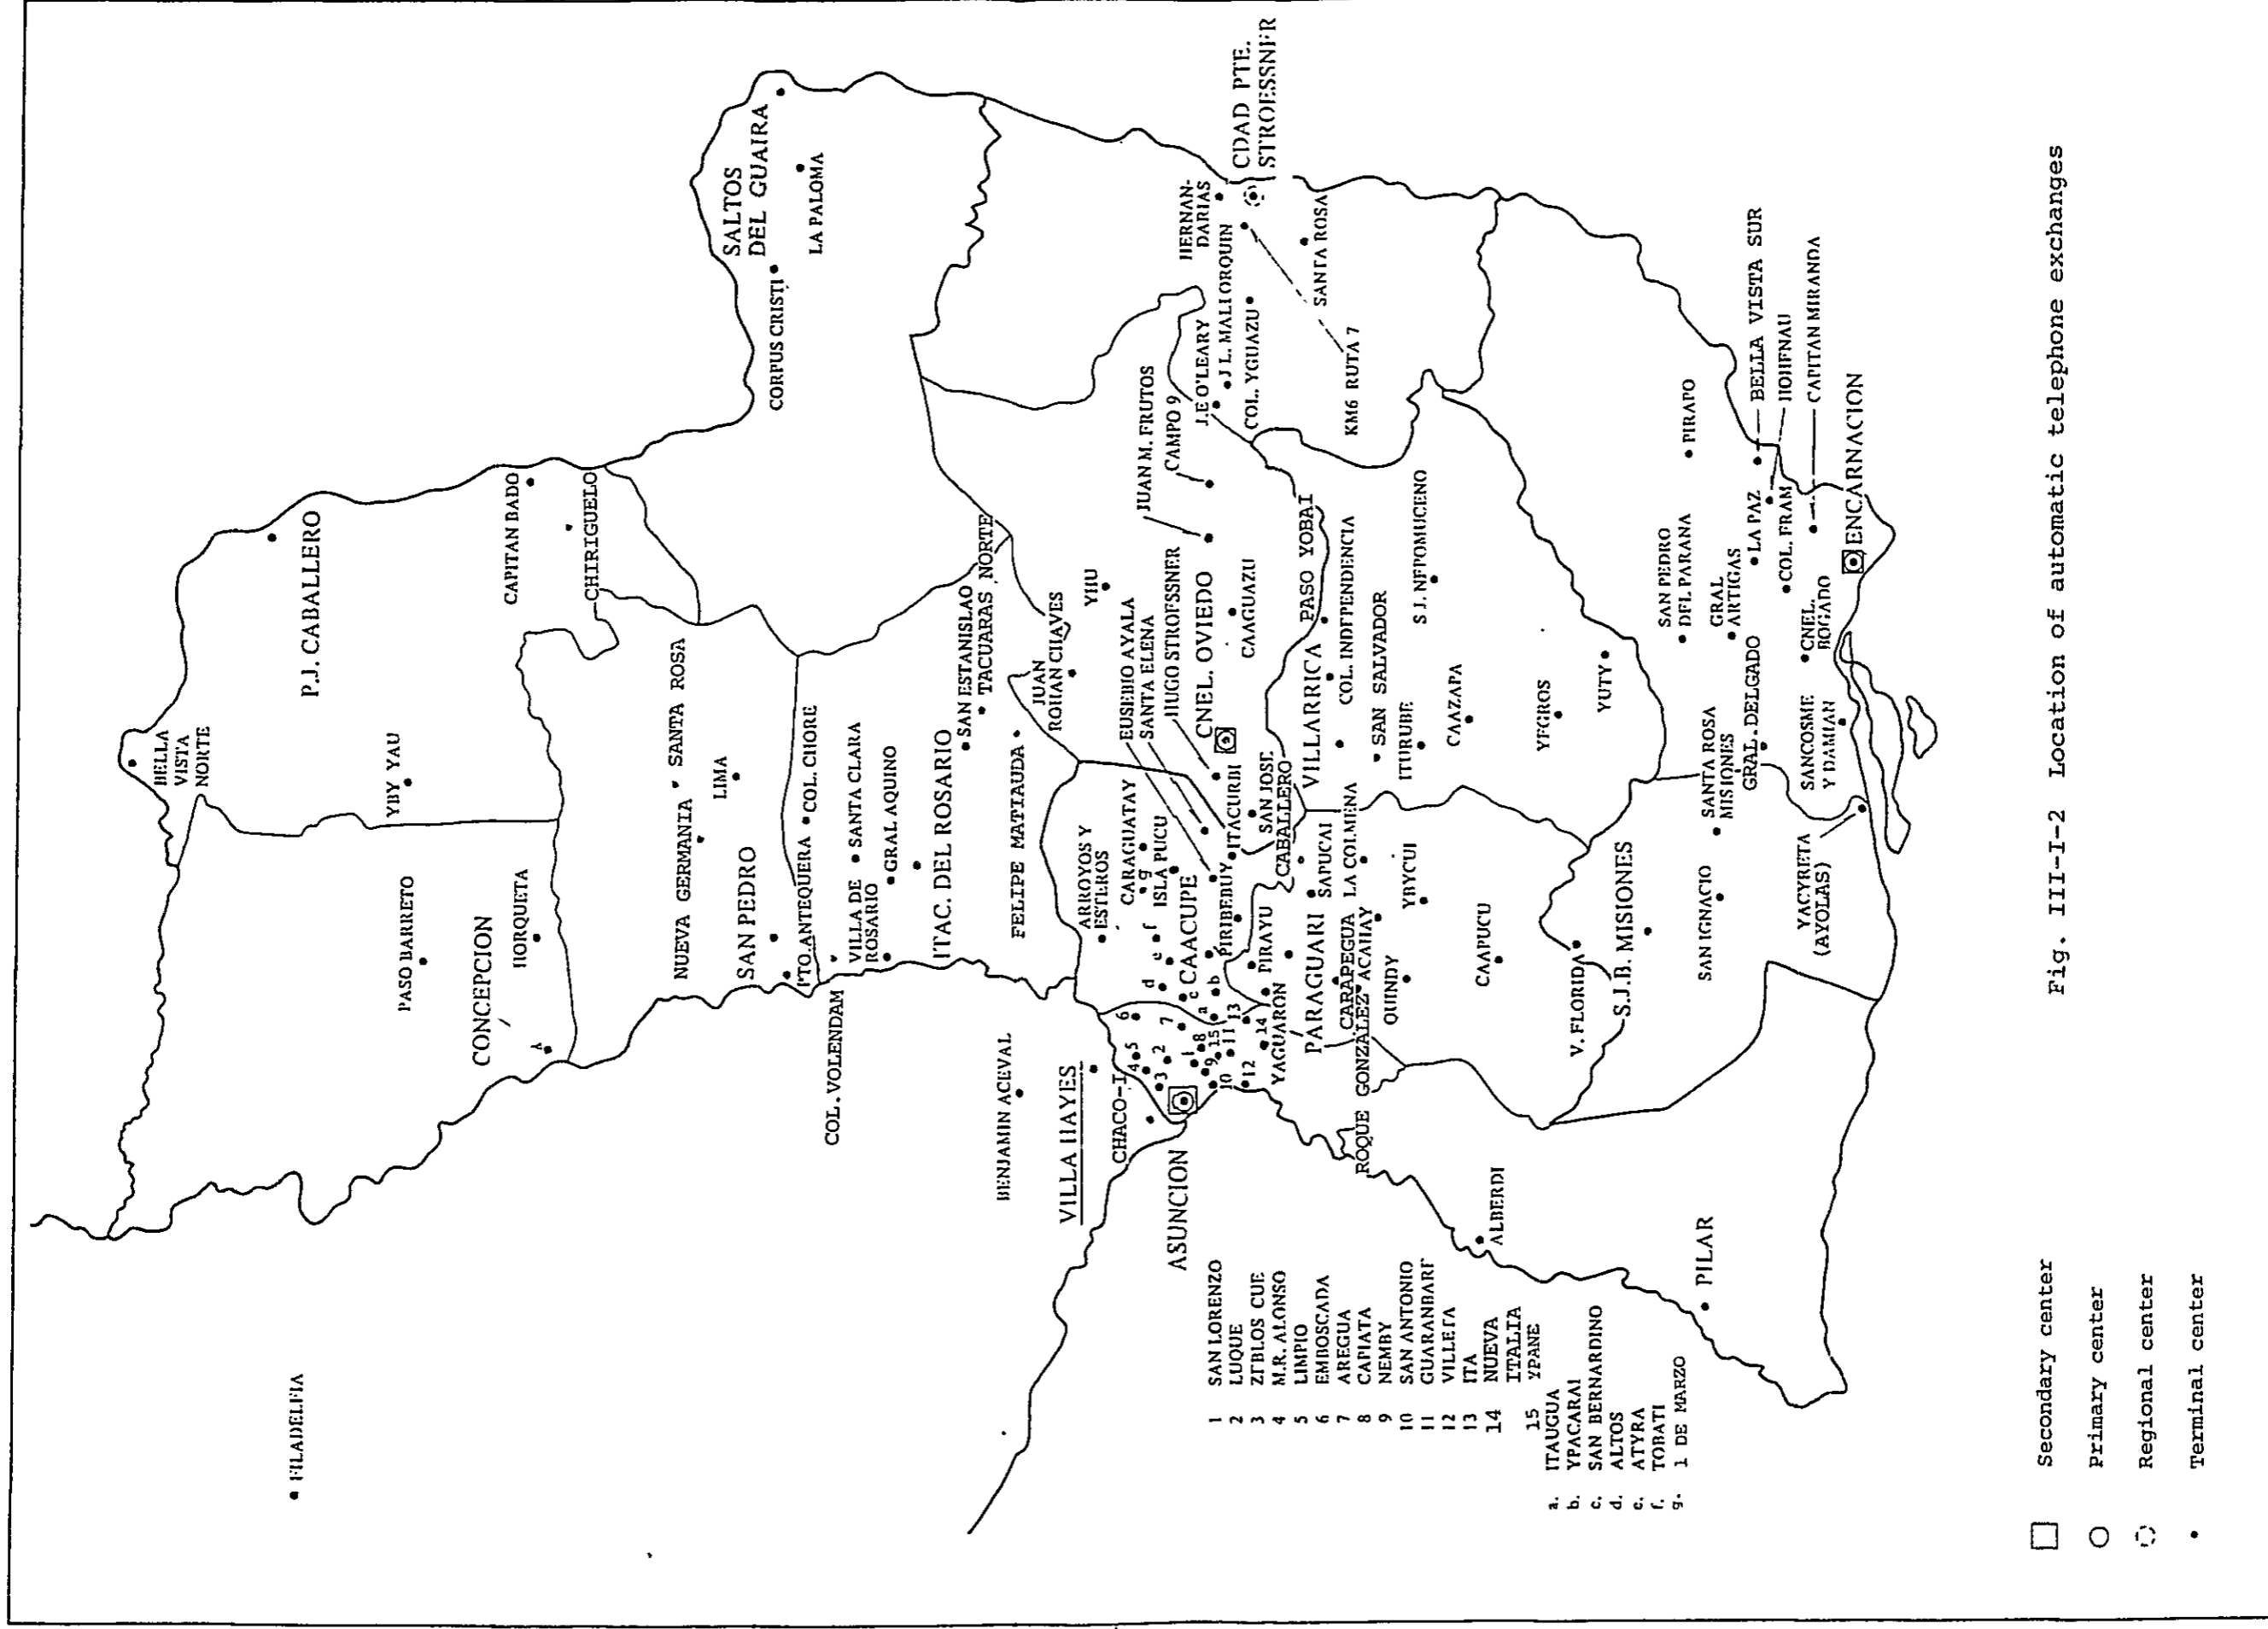 FILADELFIA
BELLA
VISTA
NORTE
P.J. CABALLERO
YBY YAU
PASO BARRETO
CONCEPCION
HORQUETA
CAPITAN BADO
CHIRIGUELO
SALTOS
DEL GUAIRA
LA PALOMA
CORPUS CRISTI
NUEVA GERMANIA
SANTA ROSA
LIMA
SAN PEDRO
PTO. ANTEQUERA
COL. CHORE
COL. VOLENDAM
VILLA DE
ROSARIO
SANTA CLARA
GRAL AQUINO
ITAC. DEL ROSARIO
SAN ESTANISLAO
TACUARAS NORTE
FELIPE MATIAUDA
JUAN
ROHIAN CHAVES
YHU
BENJAMIN ACEVAL
VILLA HAYES
CHACO-I
ASUNCION
ARROYOS Y
ESTEROS
CARAGUATAY
ISLA PUCU
EUSEBIO AYALA
SANTA ELENA
HUGO STROESSNER
JUAN M. FRUTOS
CAMPO 9
CNEL. OVIEDO
CAAGUAZU
J.E O'LEARY
J L. MALLORQUIN
COL. YGUAZU
HERNAN-
DARIAS
CDAD PTE.
STROESSNER
SANTA ROSA
KM6 RUTA 7
CAACUPE
PIRIBEBUY
ITACURBI
SAN JOSE
CABALLERO
PIRAYU
YAGUARON
PARAGUARI
SAPUCAI
LA COLMENA
CARAPEGUA
ACAHAY
ROQUE GONZALEZ
QUINDY
YBYCUI
CAAPUCU
VILLARRICA
PASO YOBAI
COL. INDEPENDENCIA
SAN SALVADOR
ITURUBE
S J. NEPOMUCENO
CAAZAPA
YEGROS
YUTY
V. FLORIDA
S.J.B. MISIONES
SAN IGNACIO
SANTA ROSA
MISIONES
GRAL. DELGADO
SAN PEDRO
DEL PARANA
GRAL
ARTIGAS
PIRAPO
LA PAZ
COL. FRAM
BELLA VISTA SUR
HOHENAU
CAPITAN MIRANDA
ENCARNACION
CNEL.
BOGADO
SANCOSME
Y DAMIAN
YACYRETA
(AYOLAS)
ALBERDI
PILAR
1 SAN LORENZO
2 LUQUE
3 ZEBLOS CUE
4 M.R. ALONSO
5 LIMPIO
6 EMBOSCADA
7 AREGUA
8 CAPIATA
9 NEMBY
10 SAN ANTONIO
11 GUARANBARE
12 VILLETA
13 ITA
14 NUEVA
ITALIA
15 YPANE
a. ITAUGUA
b. YPACARAI
c. SAN BERNARDINO
d. ALTOS
e. ATYRA
f. TOBATI
g. 1 DE MARZO
Secondary center
Primary center
Regional center
Terminal center
Fig. III-I-2 Location of automatic telephone exchanges